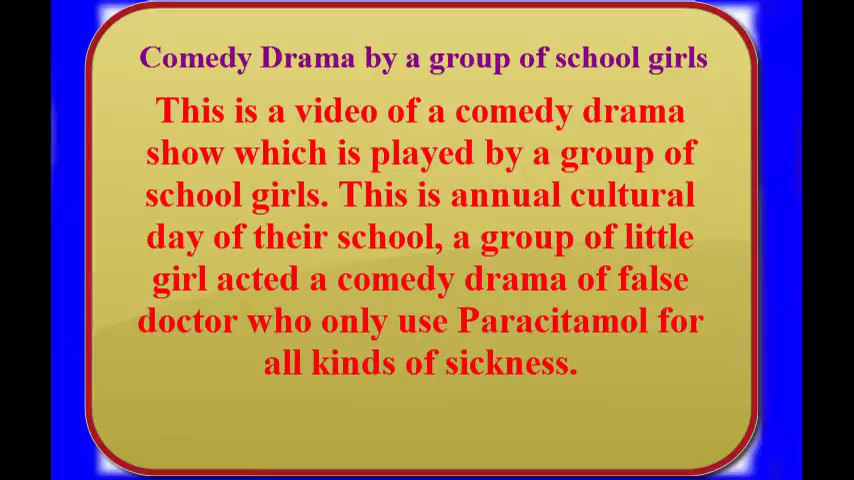 Comedy Drama by a group of school girls
This is a video of a comedy drama
show which is played by a group of
school girls. This is annual cultural
day of their school, a group of little
girl acted a comedy drama of false
doctor who only use Paracitamol for
all kinds of sickness.